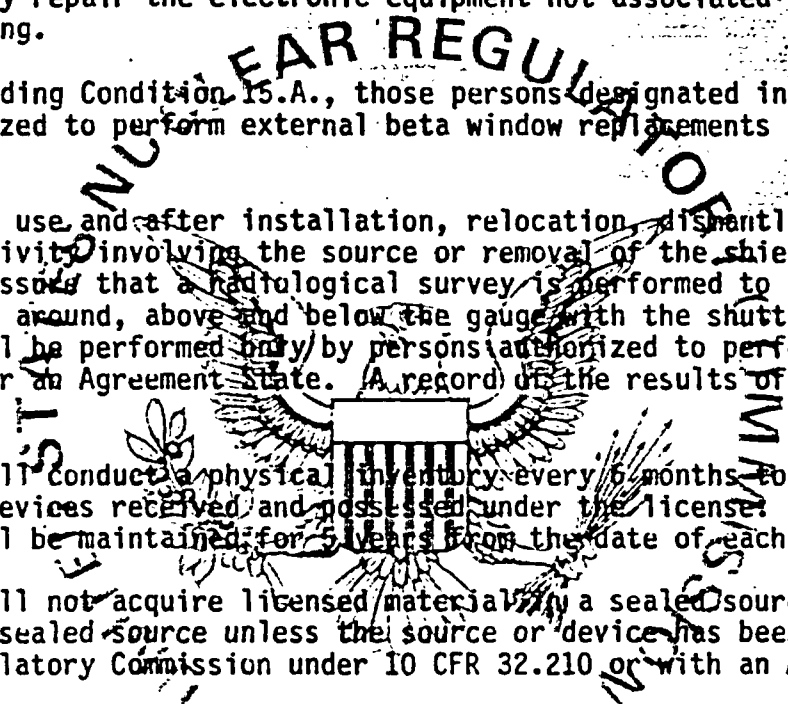 y repair the electronic equipment not associated
ng.
NUCLEAR REGULATOR
ding Condition 15.A., those persons designated in
zed to perform external beta window replacements
use and after installation, relocation, dismantl
ivity involving the source or removal of the shie
ssure that a radiological survey is performed to
around, above and below the gauge with the shutt
l be performed only by persons authorized to perf
r an Agreement State. A record of the results of
ll conduct a physical inventory every 6 months to
evices received and possessed under the license.
l be maintained for 5 years from the date of each
ll not acquire licensed material in a sealed sour
sealed source unless the source or device has bee
latory Commission under 10 CFR 32.210 or with an A